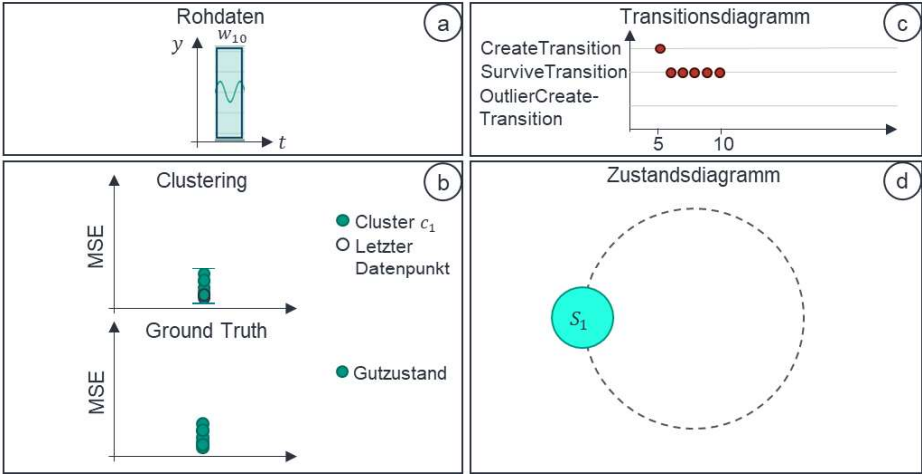 Rohdaten
a
w₁₀
y
t
Clustering
b
MSE
Cluster c₁
Letzter
Datenpunkt
Ground Truth
MSE
Gutzustand
Transitionsdiagramm
c
CreateTransition
SurviveTransition
OutlierCreate-
Transition
5 10
Zustandsdiagramm
d
S₁